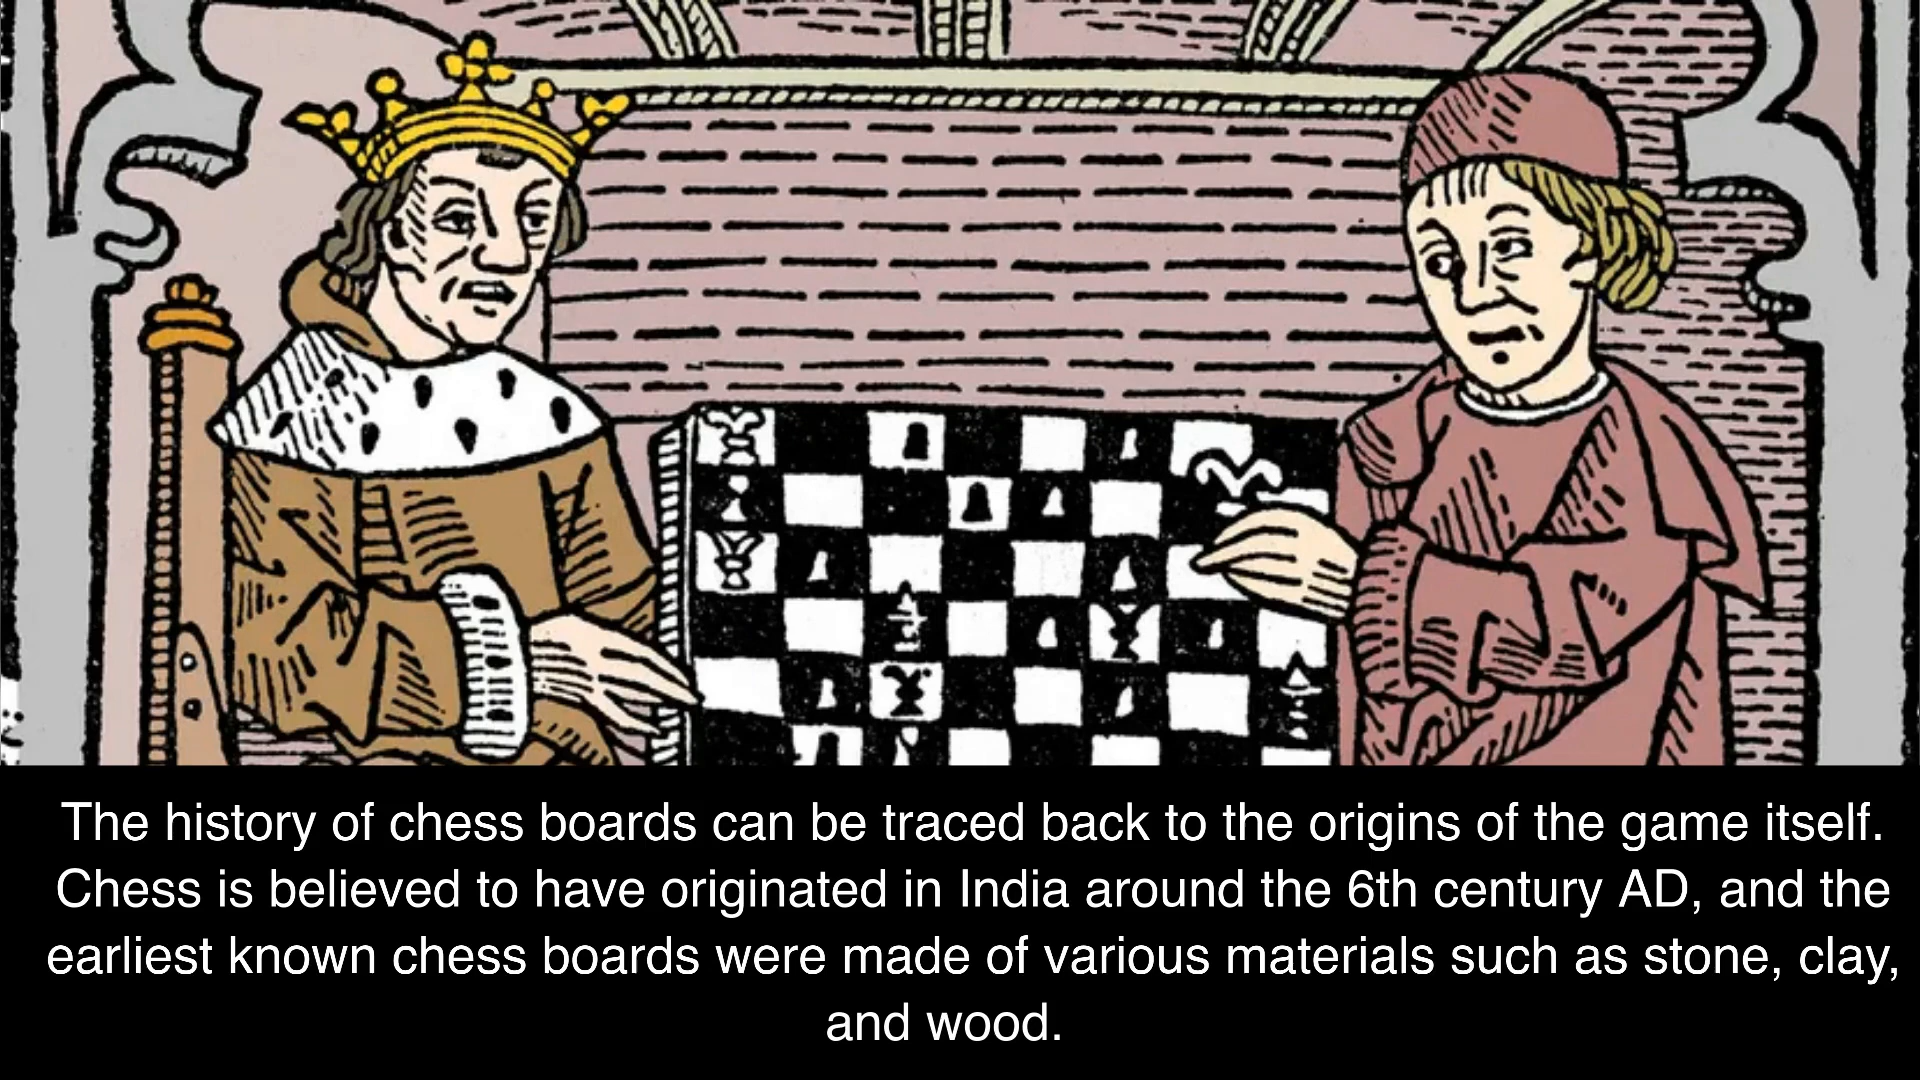 The history of chess boards can be traced back to the origins of the game itself.
Chess is believed to have originated in India around the 6th century AD, and the
earliest known chess boards were made of various materials such as stone, clay,
and wood.